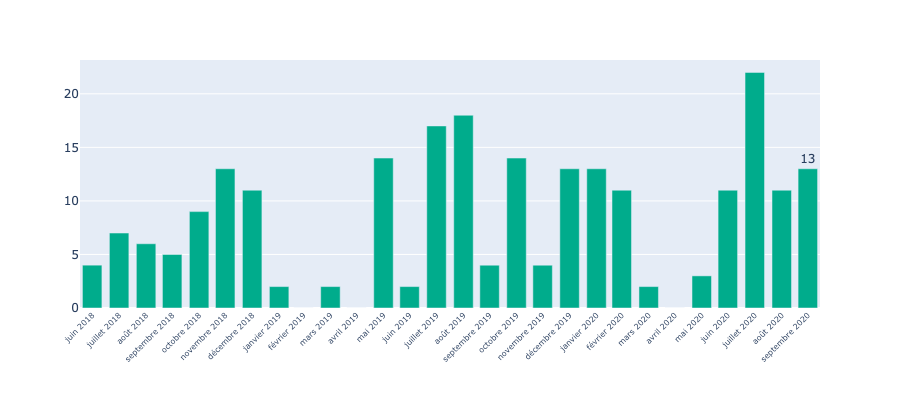 20
15
10
5
0
13
juin 2018
juillet 2018
août 2018
septembre 2018
octobre 2018
novembre 2018
décembre 2018
janvier 2019
février 2019
mars 2019
avril 2019
mai 2019
juin 2019
juillet 2019
août 2019
septembre 2019
octobre 2019
novembre 2019
décembre 2019
janvier 2020
février 2020
mars 2020
avril 2020
mai 2020
juin 2020
juillet 2020
août 2020
septembre 2020